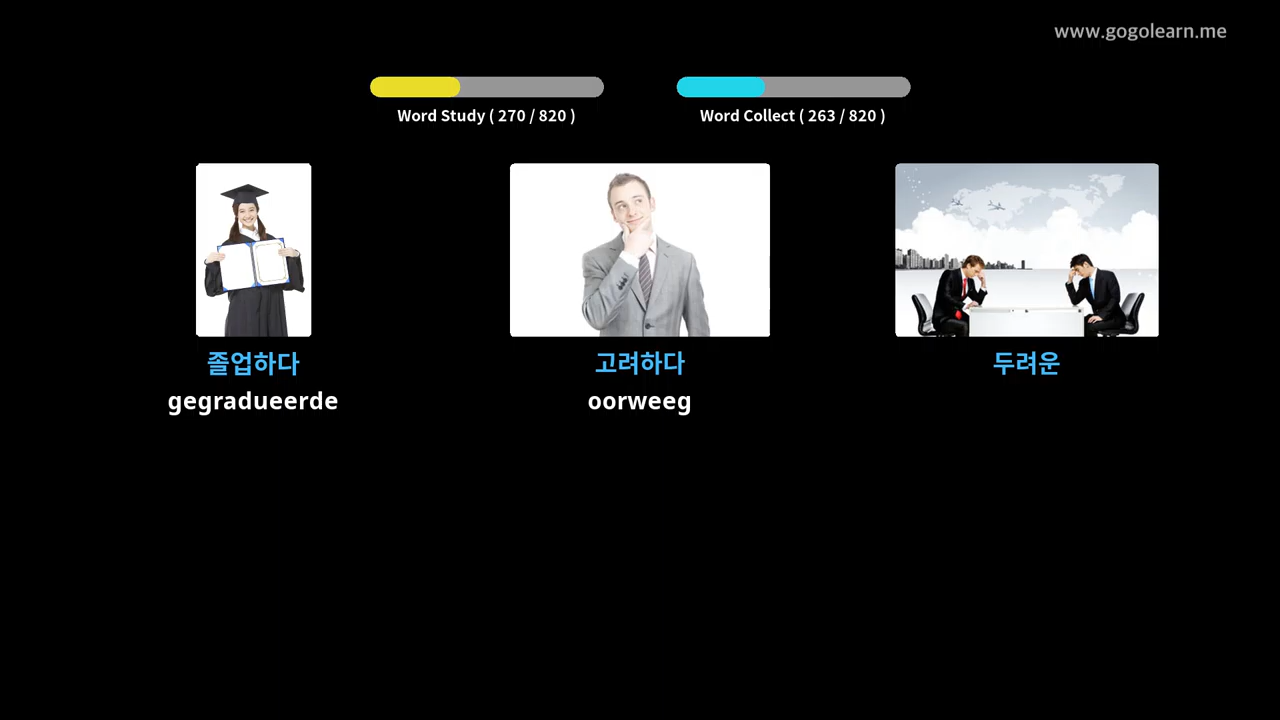 www.gogolearn.me
Word Study ( 270 / 820 )
Word Collect ( 263 / 820 )
졸업하다
고려하다
두려운
gegradueerde
oorweeg